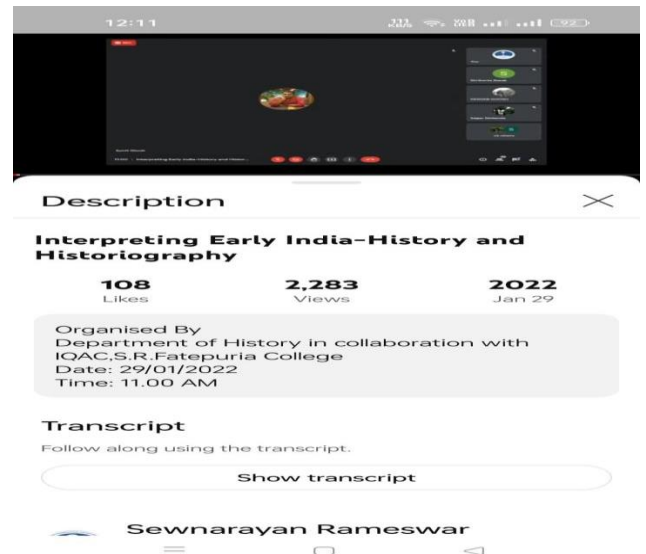 12:11
92
Description
Interpreting Early India-History and
Historiography
108
2,283
2022
Likes
Views
Jan 29
Organised By
Department of History in collaboration with
IQAC,S.R.Fatepuria College
Date: 29/01/2022
Time: 11.00 AM
Transcript
Follow along using the transcript.
Show transcript
Sewnarayan Rameswar